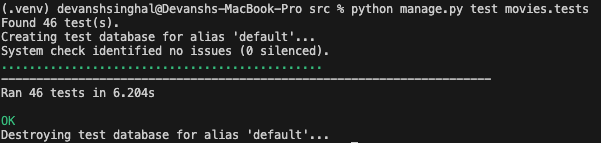 (.venv) devanshsinghal@Devanshs-MacBook-Pro src % python manage.py test movies.tests
Found 46 test(s).
Creating test database for alias 'default'...
System check identified no issues (0 silenced).
..............................................
----------------------------------------------------------------------
Ran 46 tests in 6.204s
OK
Destroying test database for alias 'default'...